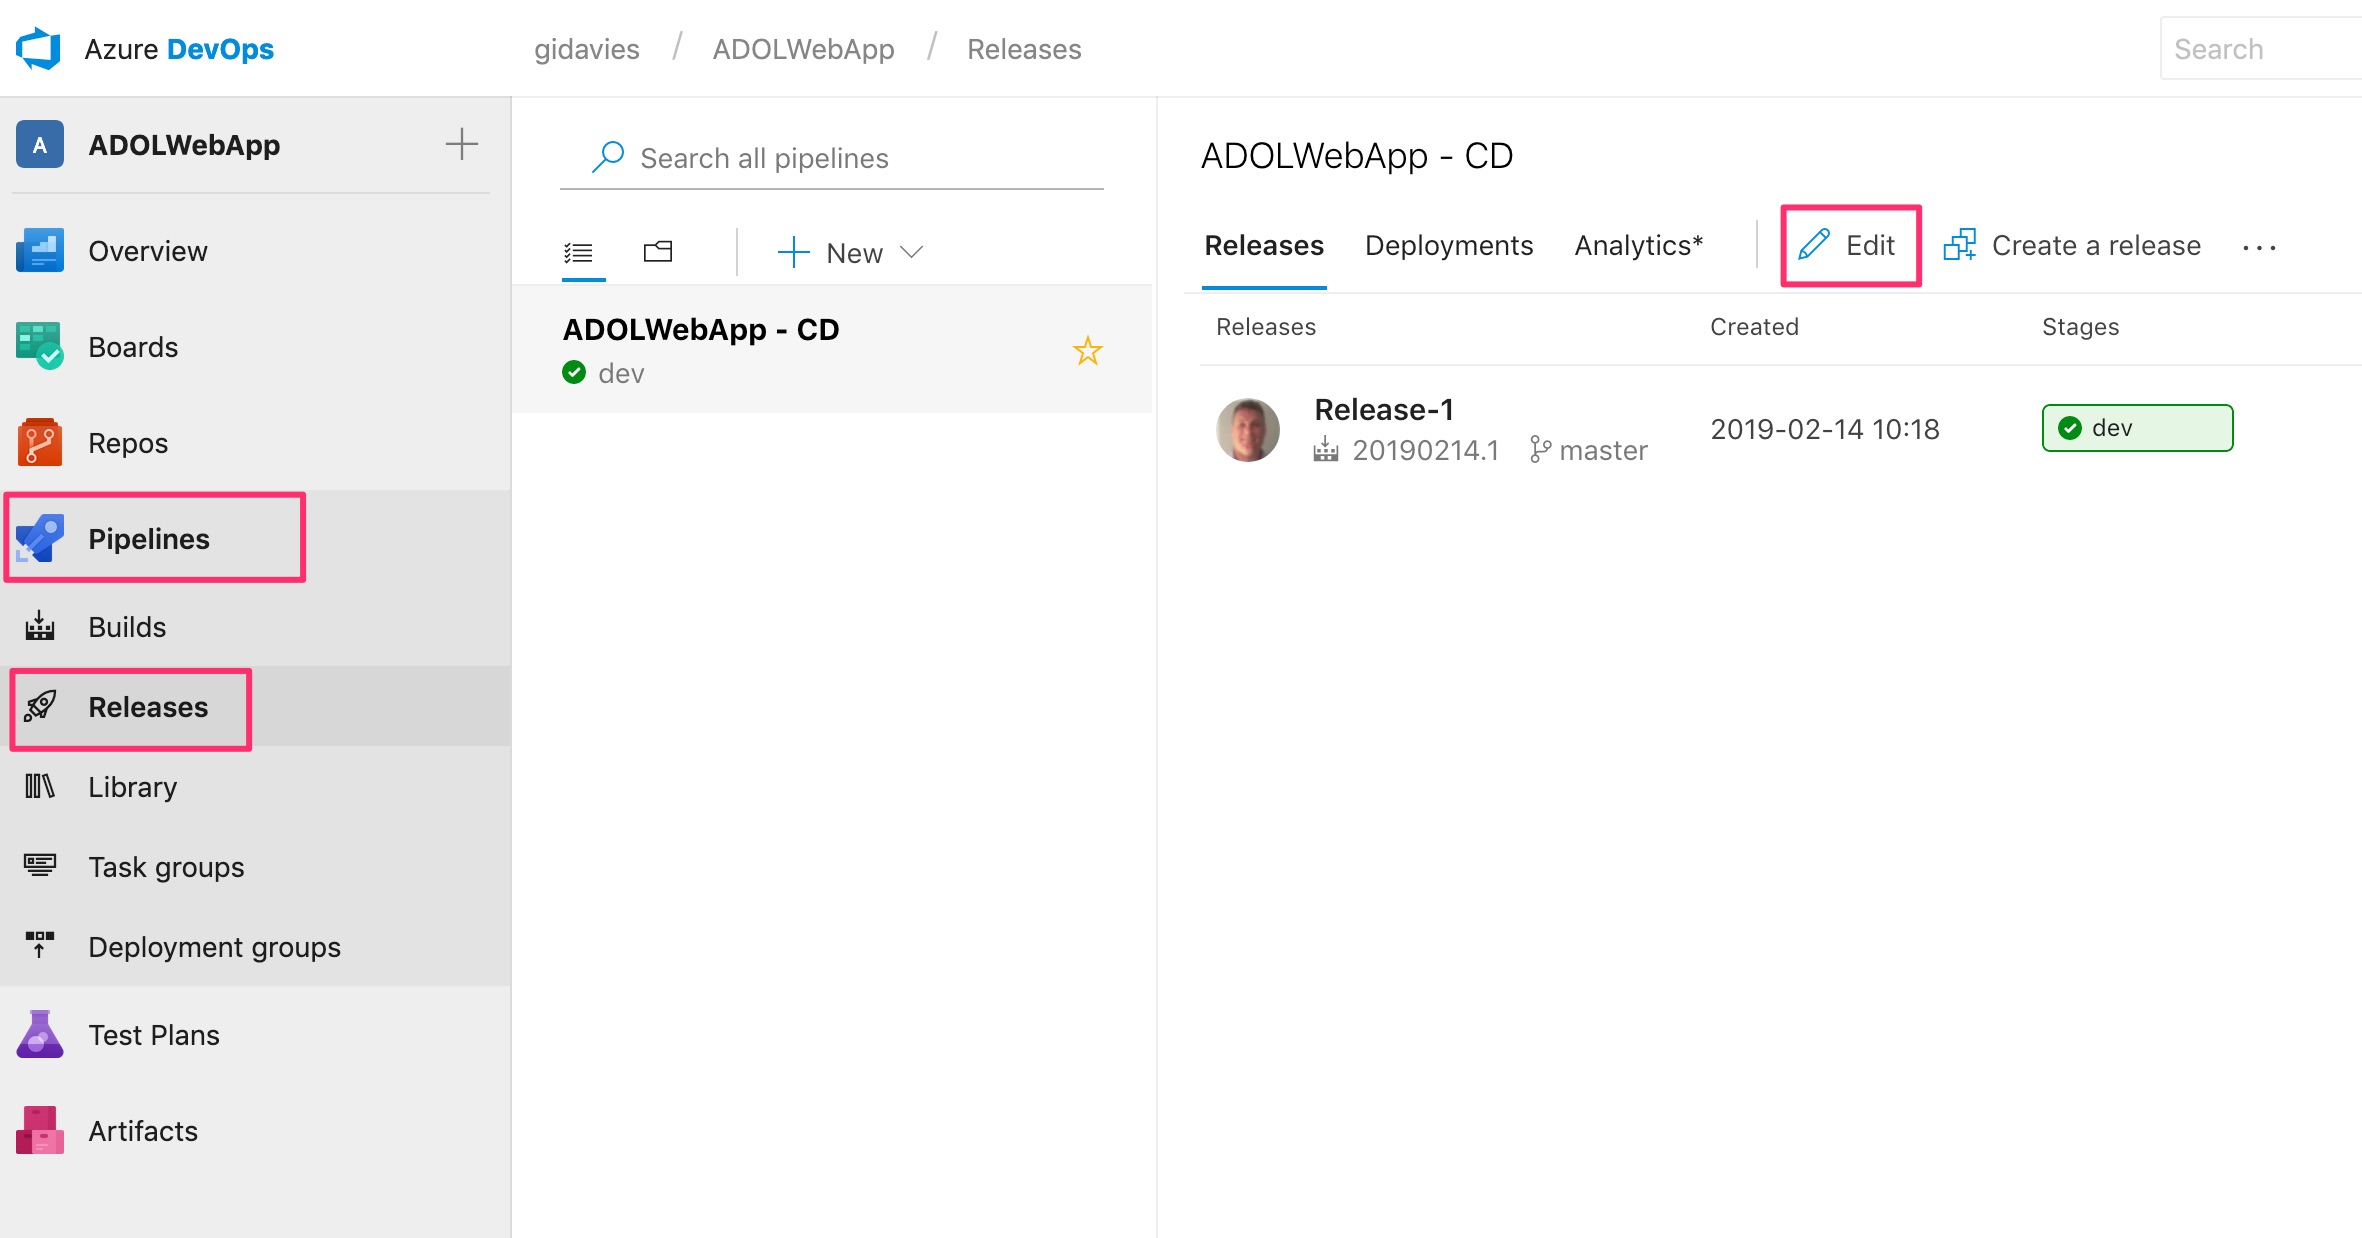 Azure DevOps
gidavies / ADOLWebApp / Releases
Search
A
ADOLWebApp
Overview
Boards
Repos
Pipelines
Builds
Releases
Library
Task groups
Deployment groups
Test Plans
Artifacts
Search all pipelines
New
ADOLWebApp - CD
dev
ADOLWebApp - CD
Releases Deployments Analytics* Edit Create a release ...
Releases Created Stages
Release-1
20190214.1 master
2019-02-14 10:18
dev